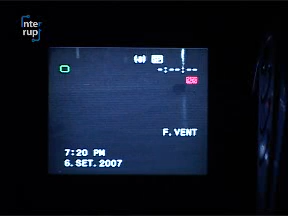 nte
rup
--:--:--
F.VENT
7:20 PM
6.SET.2007